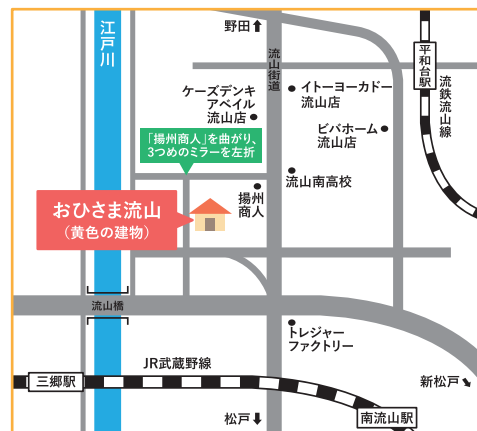 野田
江戸川
流山街道
平和台駅
流鉄流山線
ケーズデンキ
アベイル
流山店
イトーヨーカドー
流山店
ビバホーム
流山店
「揚州商人」を曲がり、
3つめのミラーを左折
流山南高校
揚州
商人
おひさま流山
(黄色の建物)
流山橋
トレジャー
ファクトリー
JR武蔵野線
三郷駅
新松戸
松戸
南流山駅